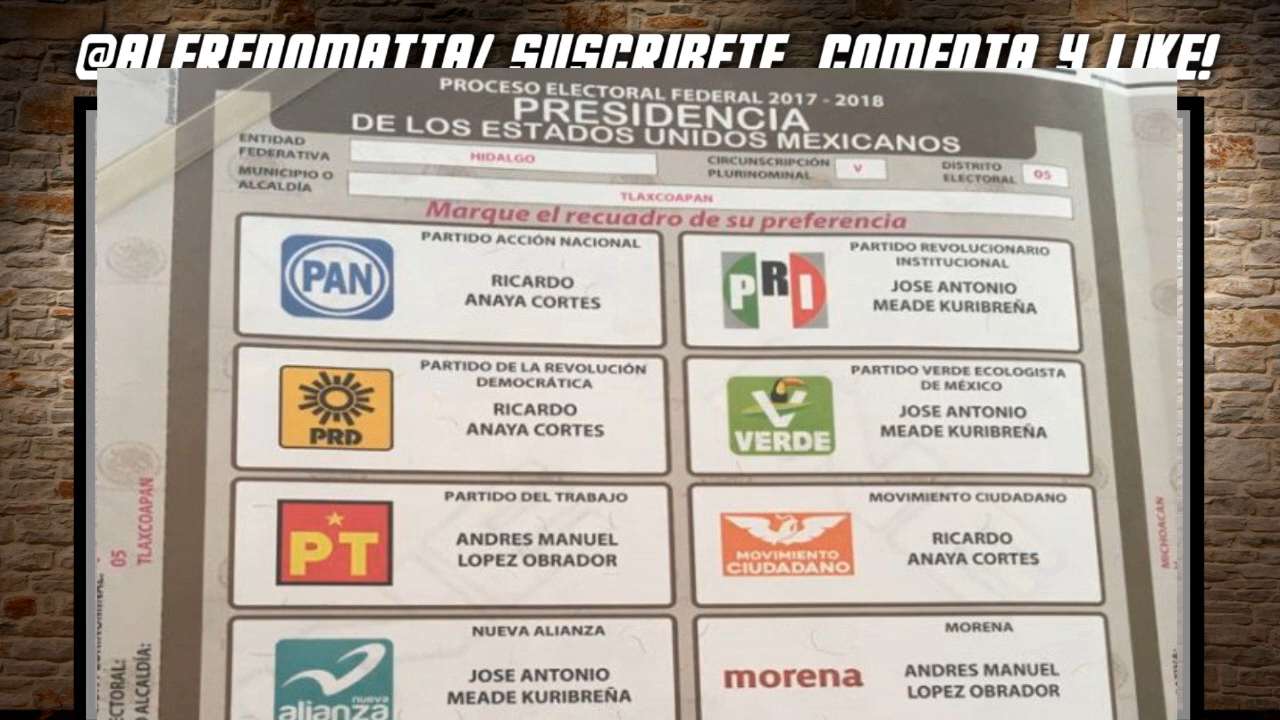 @ALFREDOMATTA/ SUSCRIBETE, COMENTA Y LIKE!
PROCESO ELECTORAL FEDERAL 2017 - 2018
PRESIDENCIA
DE LOS ESTADOS UNIDOS MEXICANOS
ENTIDAD
FEDERATIVA
HIDALGO
CIRCUNSCRIPCIÓN
PLURINOMINAL
V
DISTRITO
ELECTORAL
05
MUNICIPIO O
ALCALDÍA
TLAXCOAPAN
Marque el recuadro de su preferencia
PAN
PARTIDO ACCIÓN NACIONAL
RICARDO
ANAYA CORTES
PRI
PARTIDO REVOLUCIONARIO
INSTITUCIONAL
JOSE ANTONIO
MEADE KURIBREÑA
PRD
PARTIDO DE LA REVOLUCIÓN
DEMOCRÁTICA
RICARDO
ANAYA CORTES
VERDE
PARTIDO VERDE ECOLOGISTA
DE MÉXICO
JOSE ANTONIO
MEADE KURIBREÑA
PT
PARTIDO DEL TRABAJO
ANDRES MANUEL
LOPEZ OBRADOR
MOVIMIENTO
CIUDADANO
MOVIMIENTO CIUDADANO
RICARDO
ANAYA CORTES
nueva
alianza
NUEVA ALIANZA
JOSE ANTONIO
MEADE KURIBREÑA
morena
MORENA
ANDRES MANUEL
LOPEZ OBRADOR
05
TLAXCOAPAN
ALCALDÍA:
MICHOACAN